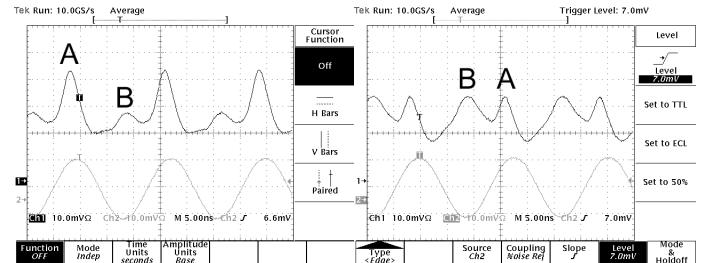 Tek Run: 10.0GS/s Average
T
Cursor
Function
Off
H Bars
V Bars
Paired
A
B
T
T
1→
2→
Ch1 10.0mVΩ Ch2 10.0mVΩ M 5.00ns Ch2 ƒ 6.6mV
Function
OFF
Mode
Indep
Time
Units
seconds
Amplitude
Units
Base
Tek Run: 10.0GS/s Average Trigger Level: 7.0mV
T
Level
Level
7.0mV
Set to TTL
Set to ECL
Set to 50%
B A
T
T
1→
2→
Ch1 10.0mVΩ Ch2 10.0mVΩ M 5.00ns Ch2 ƒ 7.0mV
Type
<Edge>
Source
Ch2
Coupling
Noise Rej
Slope
ƒ
Level
7.0mV
Mode
&
Holdoff